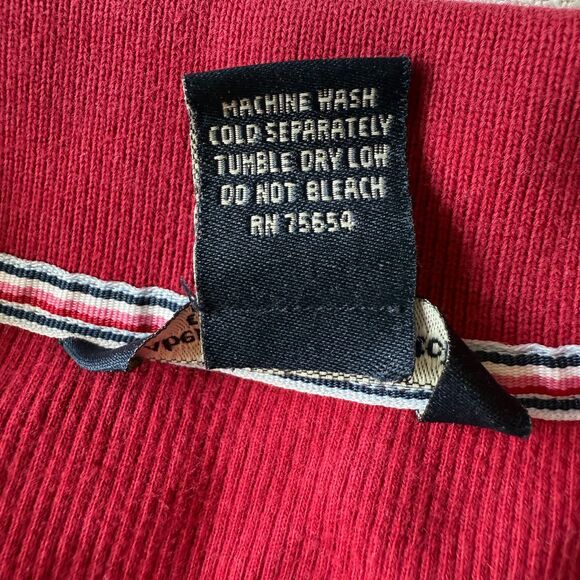 MACHINE WASH
COLD SEPARATELY
TUMBLE DRY LOW
DO NOT BLEACH
RN 75654